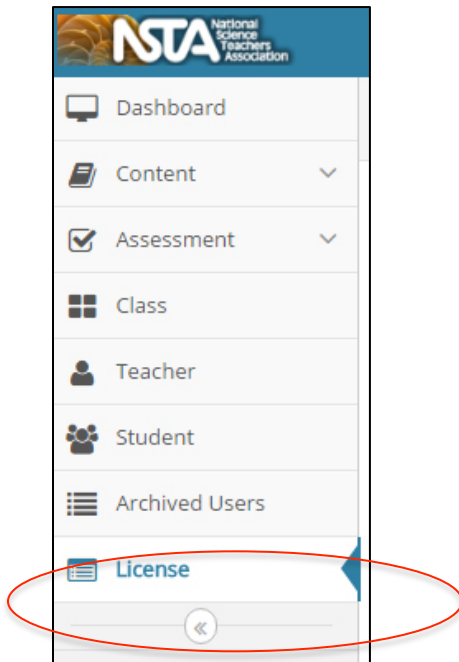 NSTA
National
Science
Teachers
Association
Dashboard
Content
Assessment
Class
Teacher
Student
Archived Users
License
«